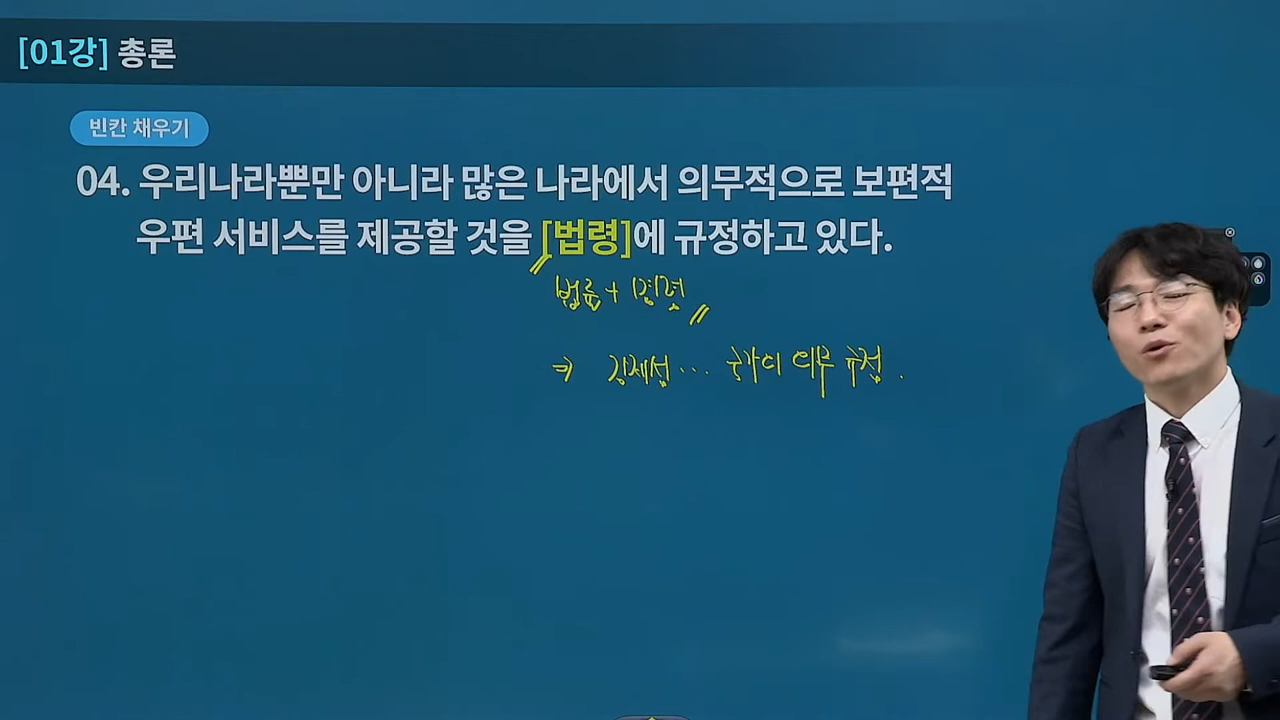 [01강] 총론
빈칸 채우기
04. 우리나라뿐만 아니라 많은 나라에서 의무적으로 보편적
우편 서비스를 제공할 것을 [법령]에 규정하고 있다.
법률 + 명령
⇒ 강제성 ... 국가의 의무 규정.